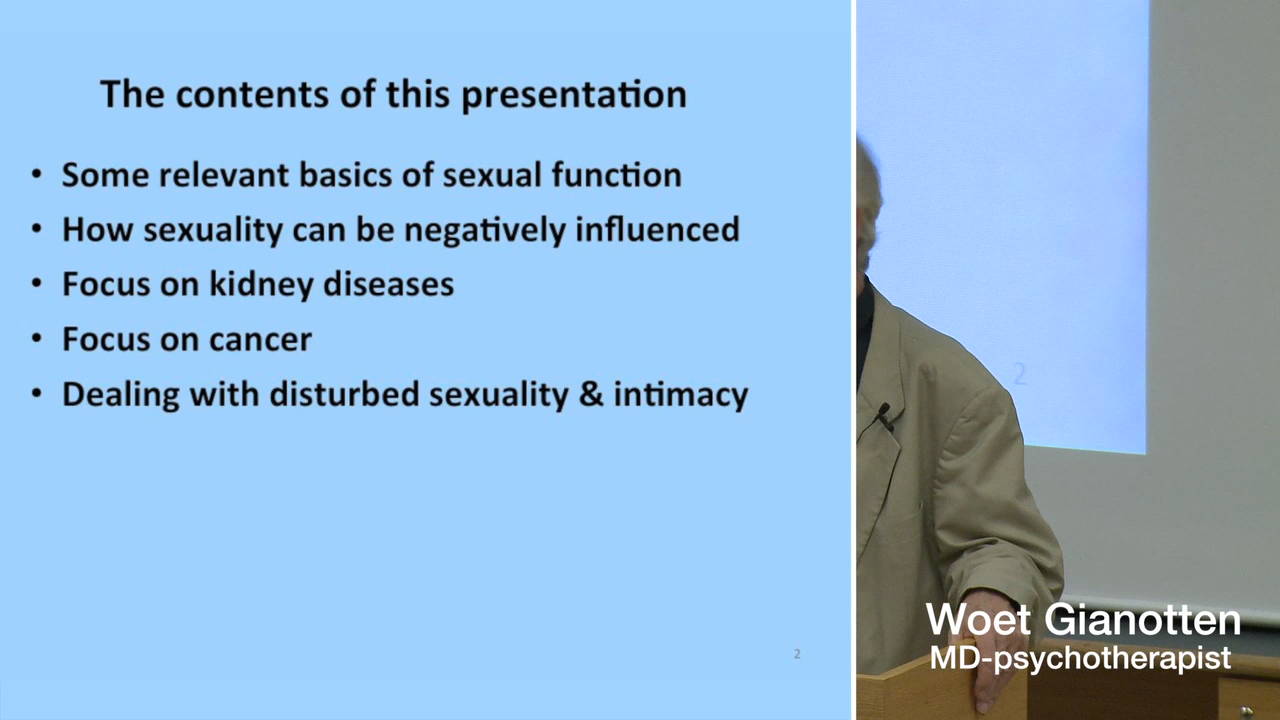 The contents of this presentation
• Some relevant basics of sexual function
• How sexuality can be negatively influenced
• Focus on kidney diseases
• Focus on cancer
• Dealing with disturbed sexuality & intimacy
2
2
Woet Gianotten
MD-psychotherapist